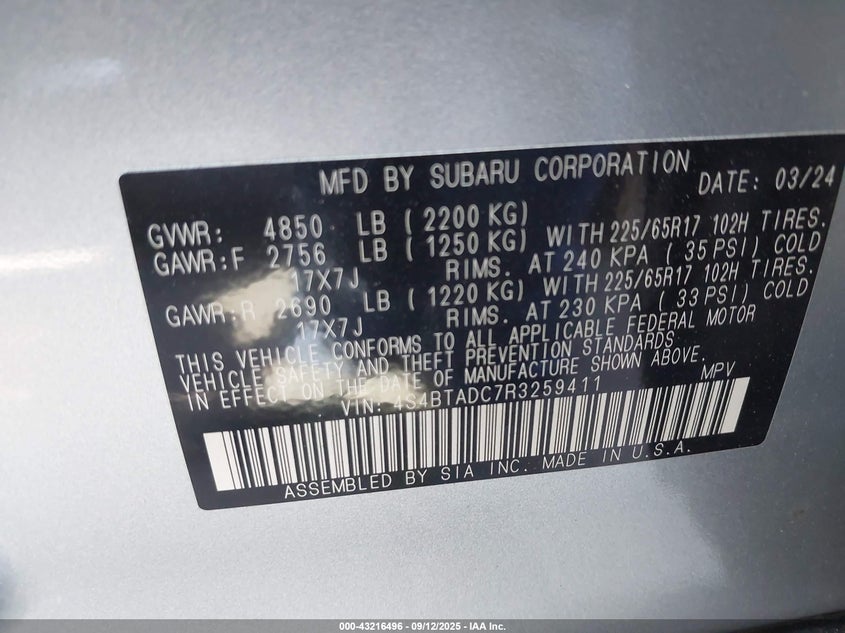 MFD BY SUBARU CORPORATION DATE: 03/24
GVWR: 4850 LB ( 2200 KG)
GAWR:F 2756 LB ( 1250 KG) WITH 225/65R17 102H TIRES.
17X7J RIMS. AT 240 KPA ( 35 PSI) COLD
GAWR:R 2690 LB ( 1220 KG) WITH 225/65R17 102H TIRES.
17X7J RIMS. AT 230 KPA ( 33 PSI) COLD
THIS VEHICLE CONFORMS TO ALL APPLICABLE FEDERAL MOTOR
VEHICLE SAFETY AND THEFT PREVENTION STANDARDS
IN EFFECT ON THE DATE OF MANUFACTURE SHOWN ABOVE.
VIN: 4S4BTADC7R3259411 MPV
ASSEMBLED BY SIA INC. MADE IN U.S.A.
000-43216496 - 09/12/2025 - IAA Inc.